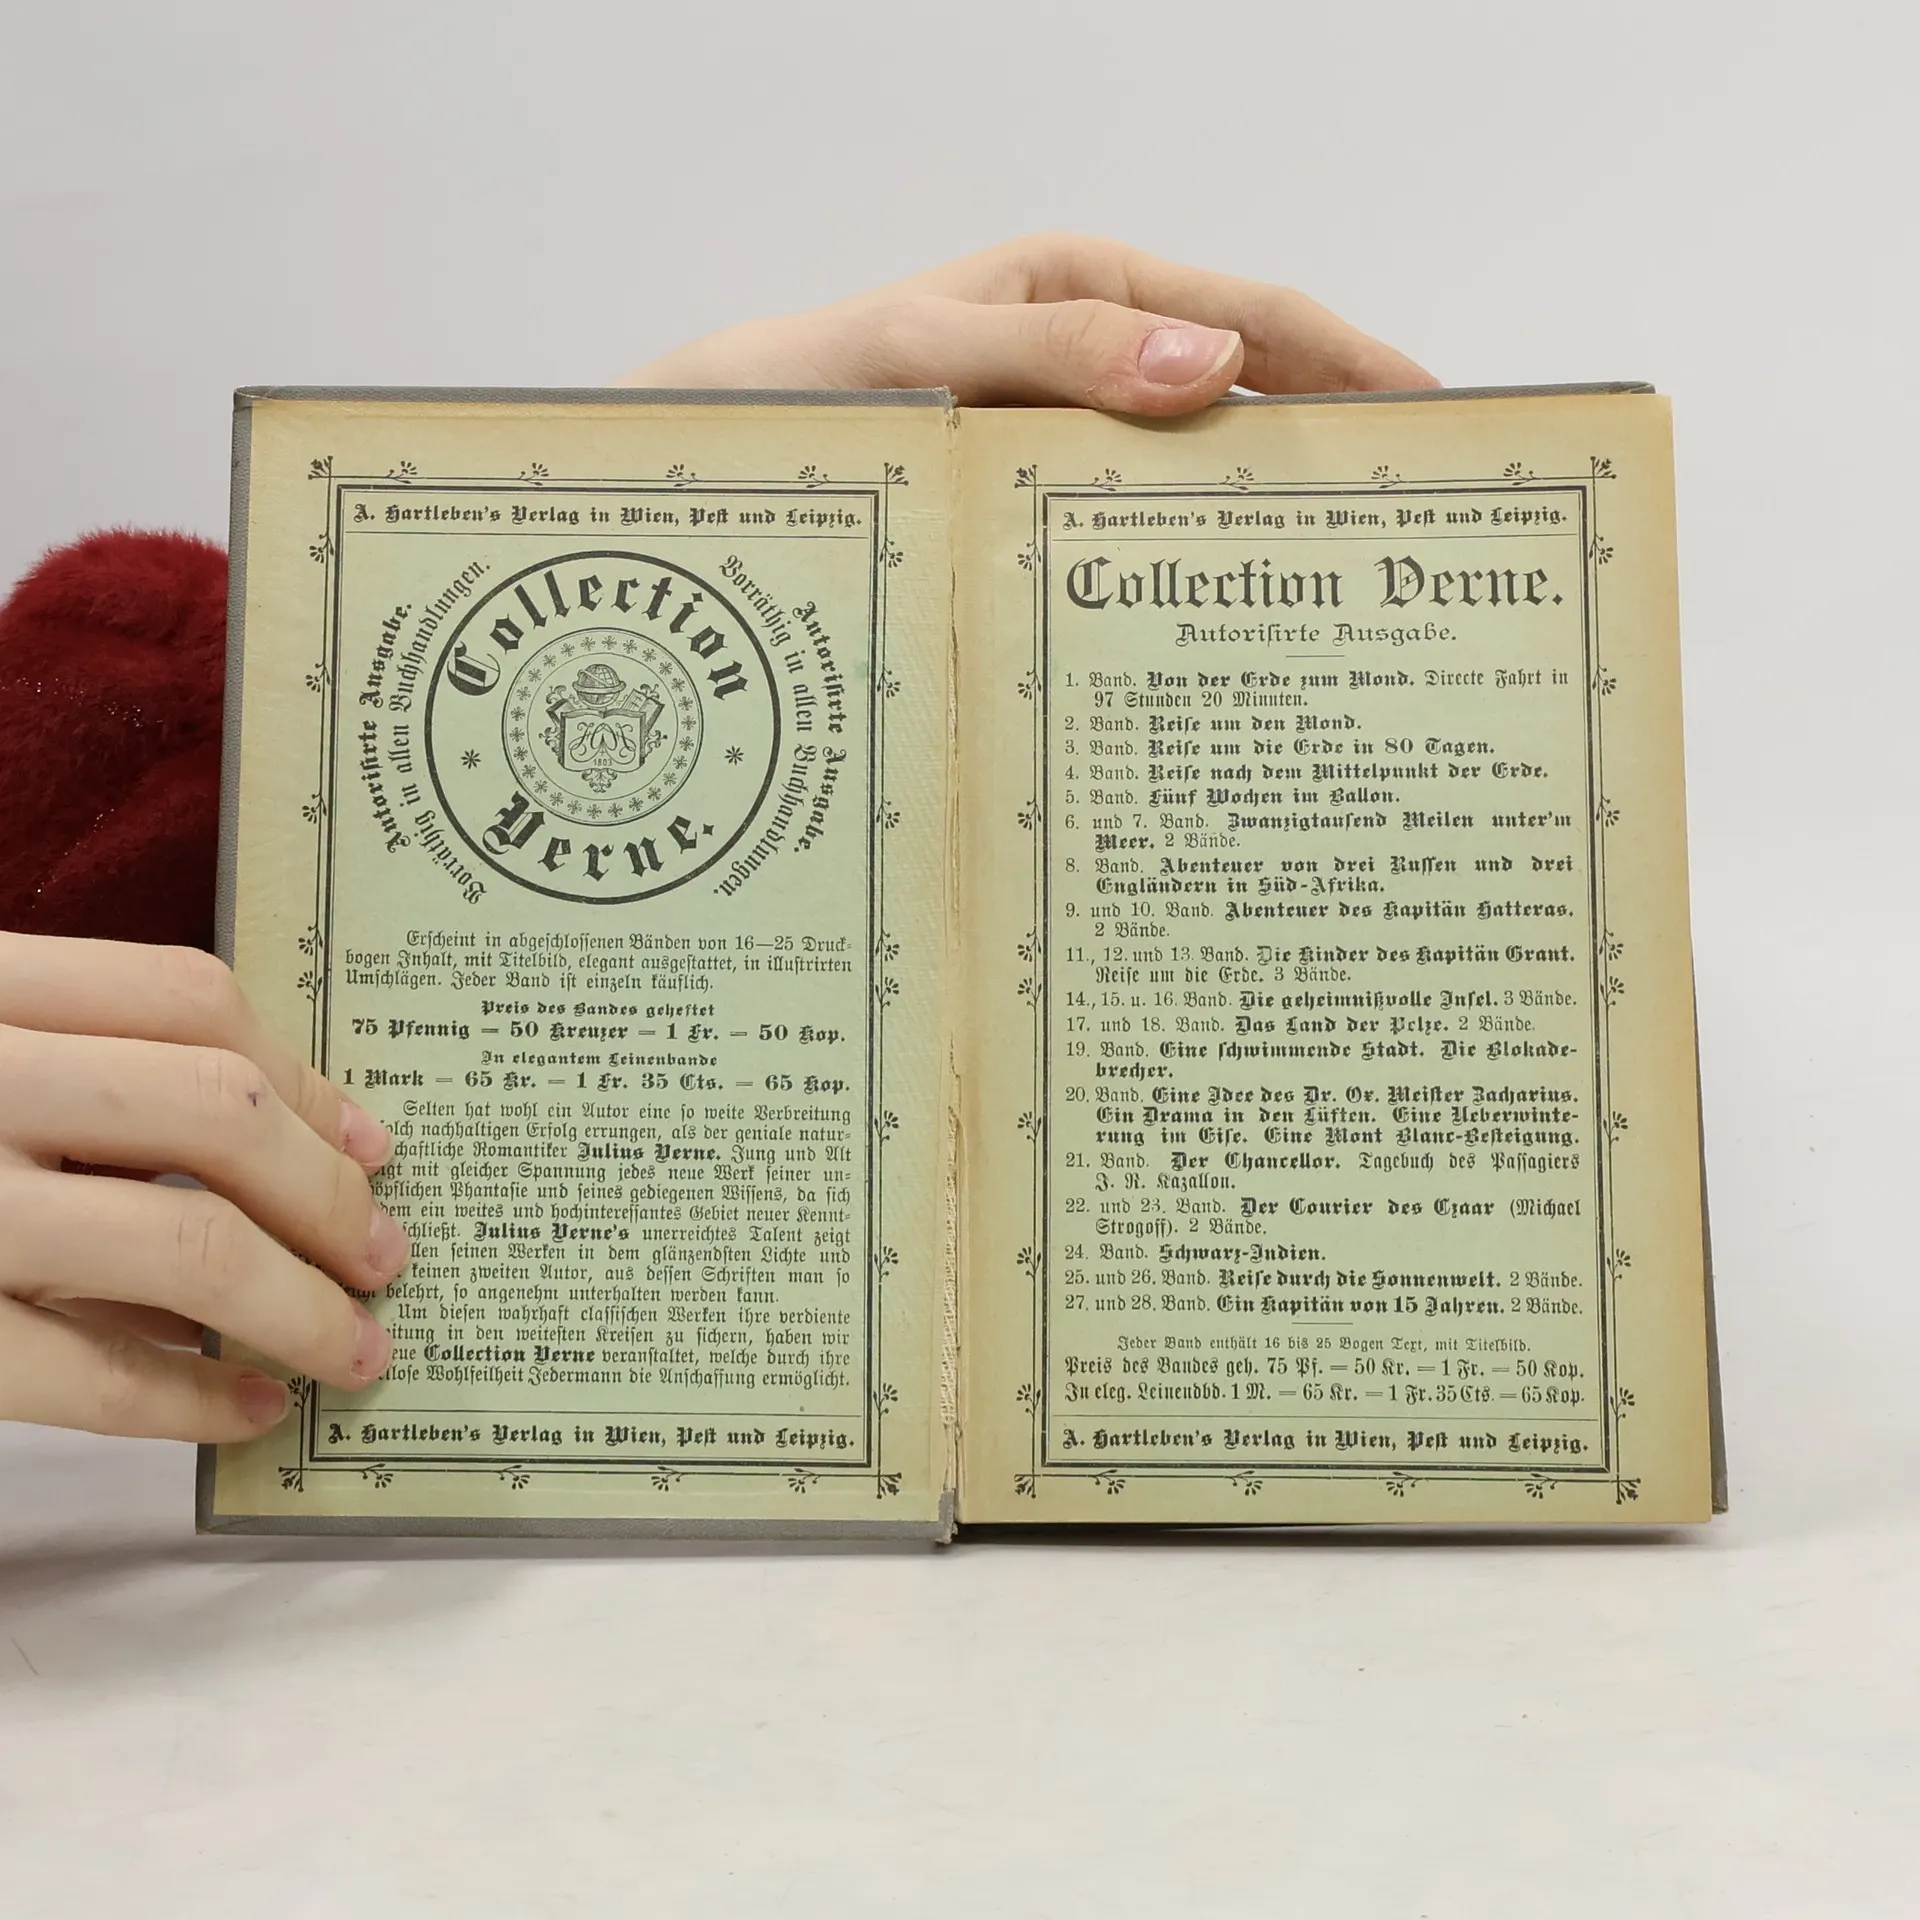 A. Hartleben's Verlag in Wien, Pest und Leipzig.
Autorisirte Ausgabe.
Vorräthig in allen Buchhandlungen.
Collection
Verne.
1803
Vorräthig in allen Buchhandlungen.
Autorisirte Ausgabe.
Erscheint in abgeschlossenen Bänden von 16—25 Druck-
bogen Inhalt, mit Titelbild, elegant ausgestattet, in illustrirten
Umschlägen. Jeder Band ist einzeln käuflich.
Preis des Bandes geheftet
75 Pfennig = 50 Kreuzer = 1 Fr. = 50 Kop.
In elegantem Leinenbande
1 Mark = 65 Kr. = 1 Fr. 35 Cts. = 65 Kop.
Selten hat wohl ein Autor eine so weite Verbreitung
nachhaltigen Erfolg errungen, als der geniale natur-
Romantiker Julius Verne. Jung und Alt
mit gleicher Spannung jedes neue Werk seiner un-
Phantasie und seines gediegenen Wissens, da sich
ein weites und hochinteressantes Gebiet neuer Kennt-
Julius Verne's unerreichtes Talent zeigt
seinen Werken in dem glänzendsten Lichte und
keinen zweiten Autor, aus dessen Schriften man so
belehrt, so angenehm unterhalten werden kann.
Um diesen wahrhaft classischen Werken ihre verdiente
in den weitesten Kreisen zu sichern, haben wir
Collection Verne veranstaltet, welche durch ihre
Wohlfeilheit Jedermann die Anschaffung ermöglicht.
A. Hartleben's Verlag in Wien, Pest und Leipzig.
A. Hartleben's Verlag in Wien, Pest und Leipzig.
Collection Verne.
Autorisirte Ausgabe.
1. Band. Von der Erde zum Mond. Directe Fahrt in
97 Stunden 20 Minuten.
2. Band. Reise um den Mond.
3. Band. Reise um die Erde in 80 Tagen.
4. Band. Reise nach dem Mittelpunkt der Erde.
5. Band. Fünf Wochen im Ballon.
6. und 7. Band. Zwanzigtausend Meilen unter'm
Meer. 2 Bände.
8. Band. Abenteuer von drei Russen und drei
Engländern in Süd-Afrika.
9. und 10. Band. Abenteuer des Kapitän Hatteras.
2 Bände.
11., 12. und 13. Band. Die Kinder des Kapitän Grant.
Reise um die Erde. 3 Bände.
14., 15. u. 16. Band. Die geheimnißvolle Insel. 3 Bände.
17. und 18. Band. Das Land der Pelze. 2 Bände.
19. Band. Eine schwimmende Stadt. Die Blokade-
brecher.
20. Band. Eine Idee des Dr. Ox. Meister Zacharius.
Ein Drama in den Lüften. Eine Ueberwinte-
rung im Eise. Eine Mont Blanc-Besteigung.
21. Band. Der Chancellor. Tagebuch des Passagiers
J. R. Kazallon.
22. und 23. Band. Der Courier des Czaar (Michael
Strogoff). 2 Bände.
24. Band. Schwarz-Indien.
25. und 26. Band. Reise durch die Sonnenwelt. 2 Bände.
27. und 28. Band. Ein Kapitän von 15 Jahren. 2 Bände.
Jeder Band enthält 16 bis 25 Bogen Text, mit Titelbild.
Preis des Bandes geh. 75 Pf. = 50 Kr. = 1 Fr. = 50 Kop.
In eleg. Leinenbd. 1 M. = 65 Kr. = 1 Fr. 35 Cts. = 65 Kop.
A. Hartleben's Verlag in Wien, Pest und Leipzig.